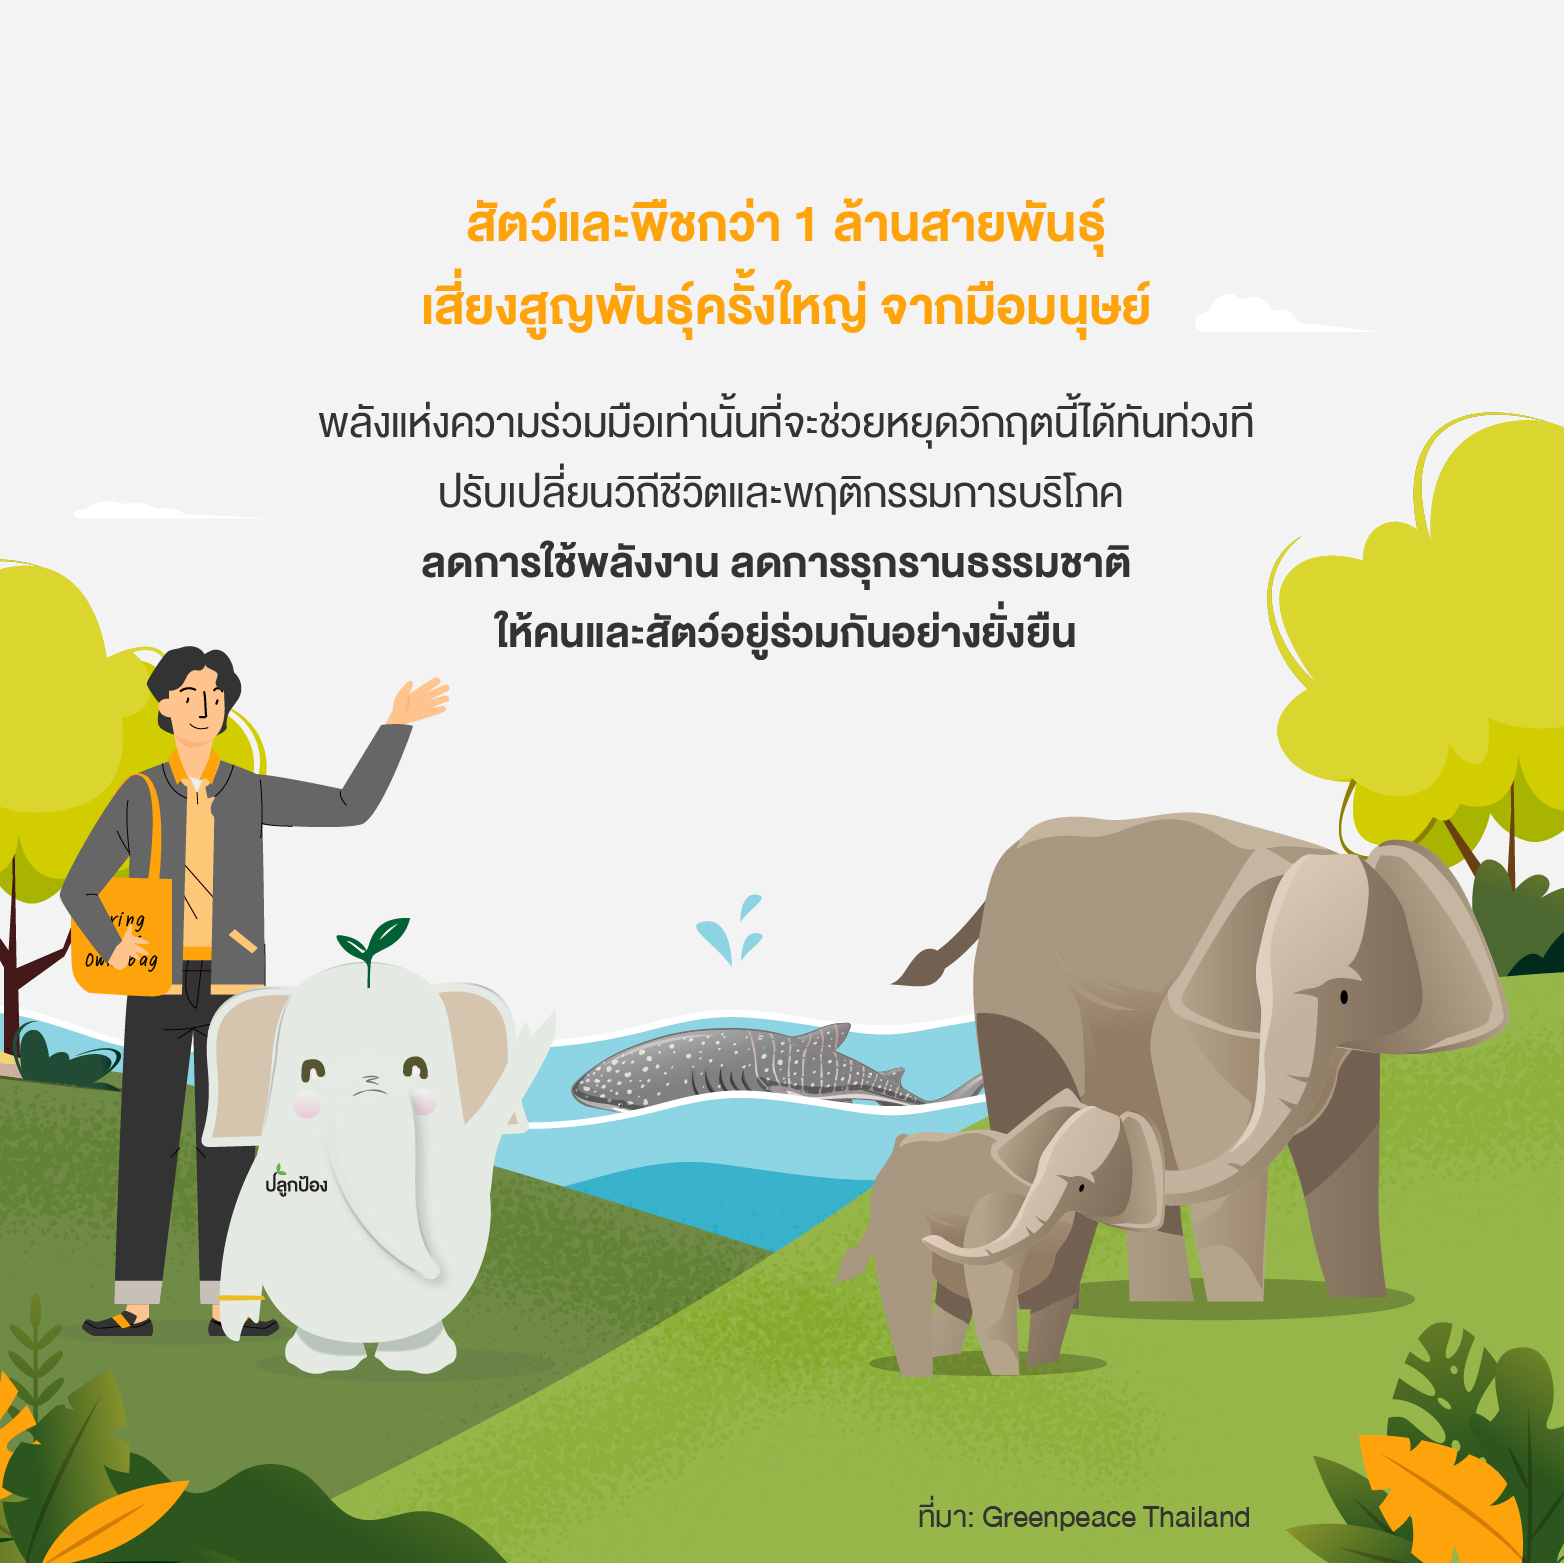 สัตว์และพืชกว่า 1 ล้านสายพันธุ์
เสี่ยงสูญพันธุ์ครั้งใหญ่ จากมือมนุษย์
พลังแห่งความร่วมมือเท่านั้นที่จะช่วยหยุดวิกฤตนี้ได้ทันท่วงที
ปรับเปลี่ยนวิถีชีวิตและพฤติกรรมการบริโภค
ลดการใช้พลังงาน ลดการรุกรานธรรมชาติ
ให้คนและสัตว์อยู่ร่วมกันอย่างยั่งยืน
bag
ปลูกป้อง
ที่มา: Greenpeace Thailand